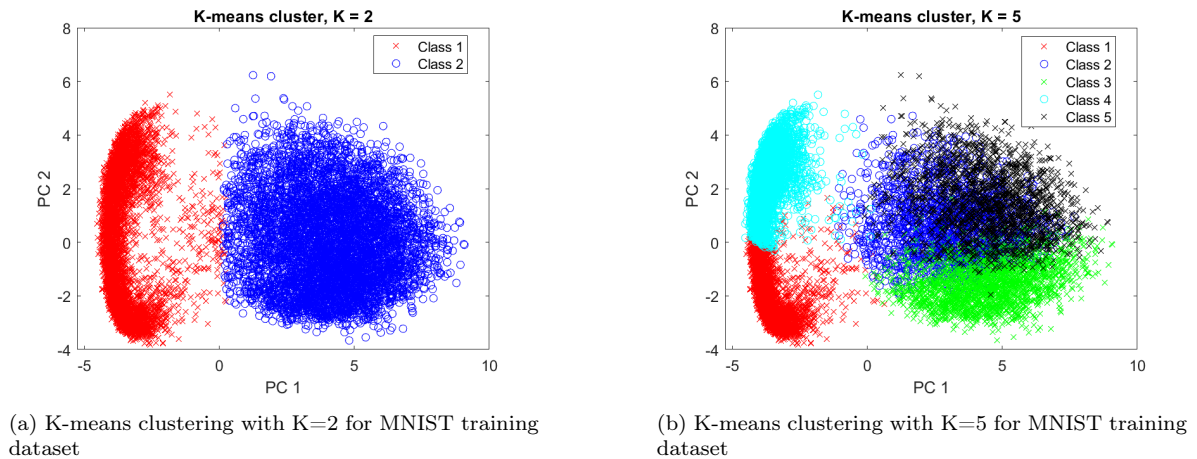 K-means cluster, K = 2
8
6
4
2
0
-2
-4
PC 2
-5
0
5
10
PC 1
Class 1
Class 2
(a) K-means clustering with K=2 for MNIST training
dataset
K-means cluster, K = 5
8
6
4
2
0
-2
-4
PC 2
-5
0
5
10
PC 1
Class 1
Class 2
Class 3
Class 4
Class 5
(b) K-means clustering with K=5 for MNIST training
dataset